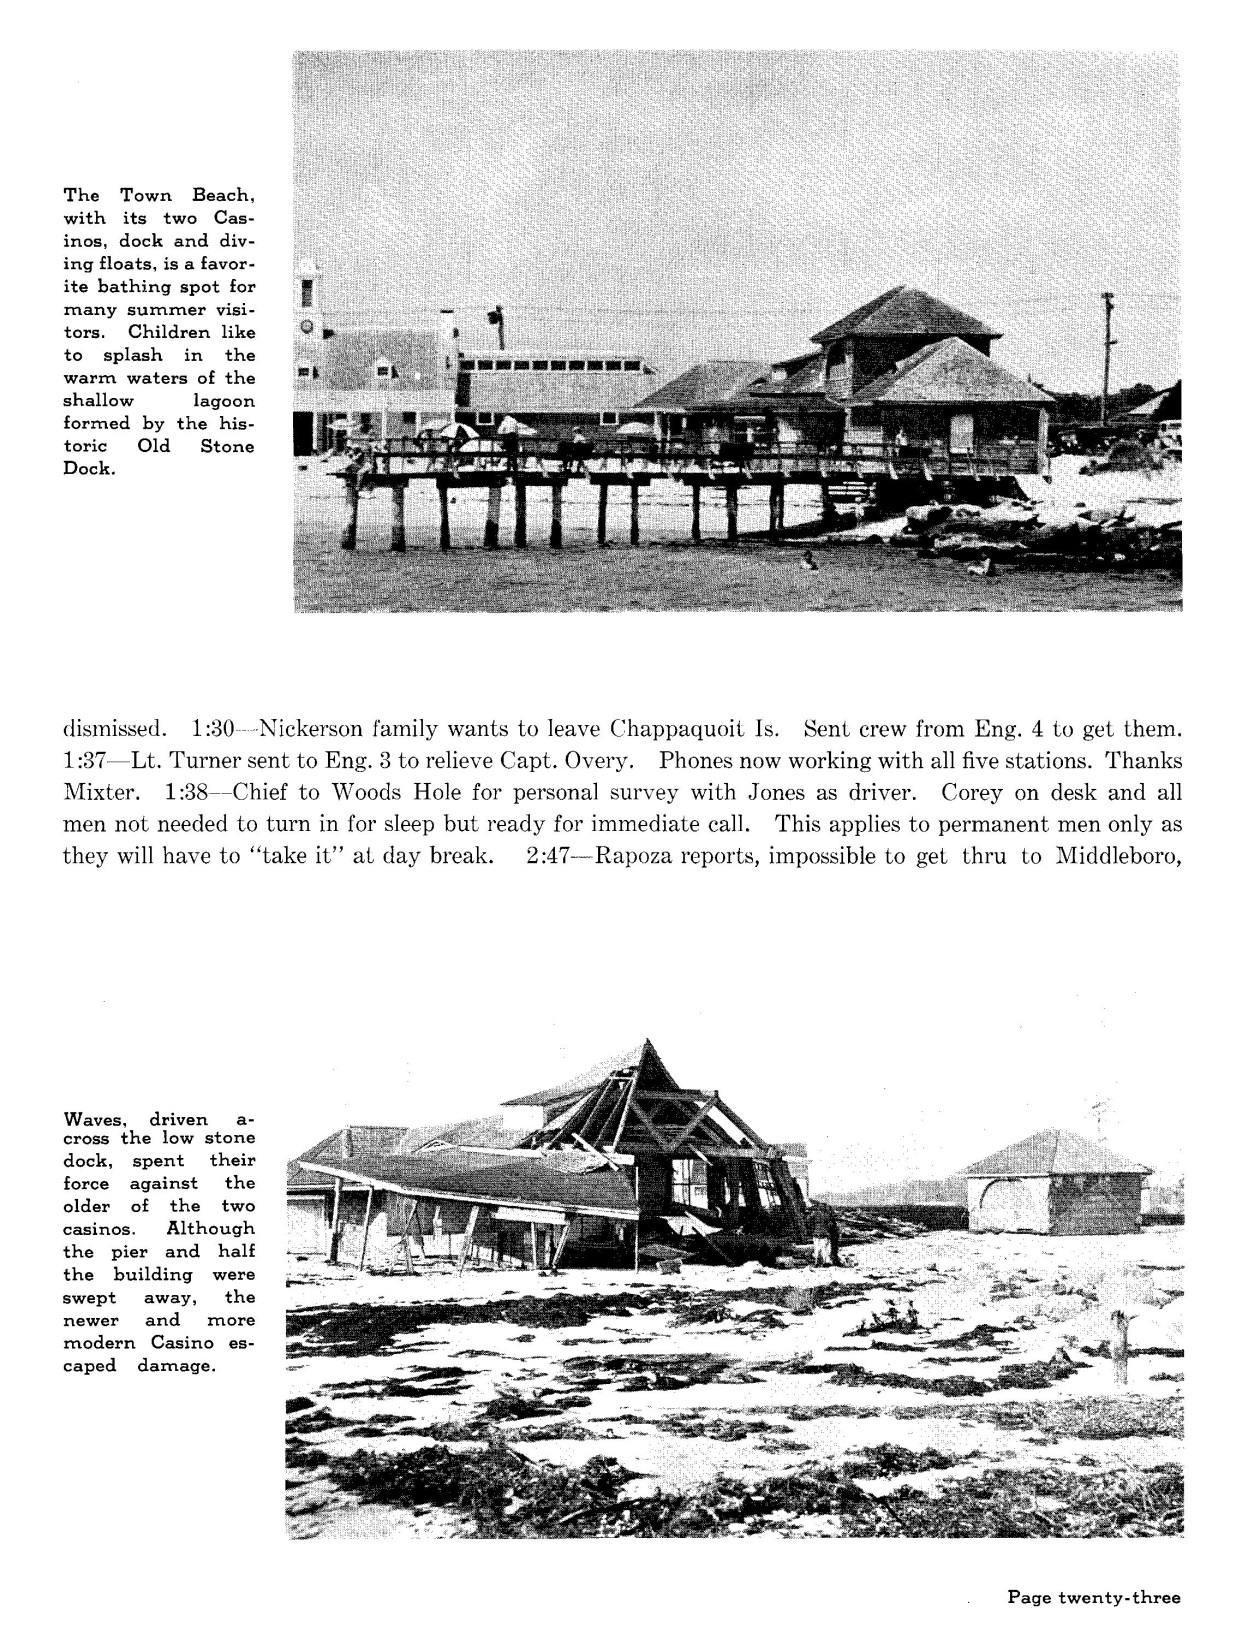 The Town Beach,
with its two Cas-
inos, dock and div-
ing floats, is a favor-
ite bathing spot for
many summer visi-
tors. Children like
to splash in the
warm waters of the
shallow lagoon
formed by the his-
toric Old Stone
Dock.
dismissed. 1:30—Nickerson family wants to leave Chappaquoit Is. Sent crew from Eng. 4 to get them.
1:37—Lt. Turner sent to Eng. 3 to relieve Capt. Overy. Phones now working with all five stations. Thanks
Mixter. 1:38—Chief to Woods Hole for personal survey with Jones as driver. Corey on desk and all
men not needed to turn in for sleep but ready for immediate call. This applies to permanent men only as
they will have to “take it” at day break. 2:47—Rapoza reports, impossible to get thru to Middleboro,
Waves, driven a-
cross the low stone
dock, spent their
force against the
older of the two
casinos. Although
the pier and half
the building were
swept away, the
newer and more
modern Casino es-
caped damage.
Page twenty-three